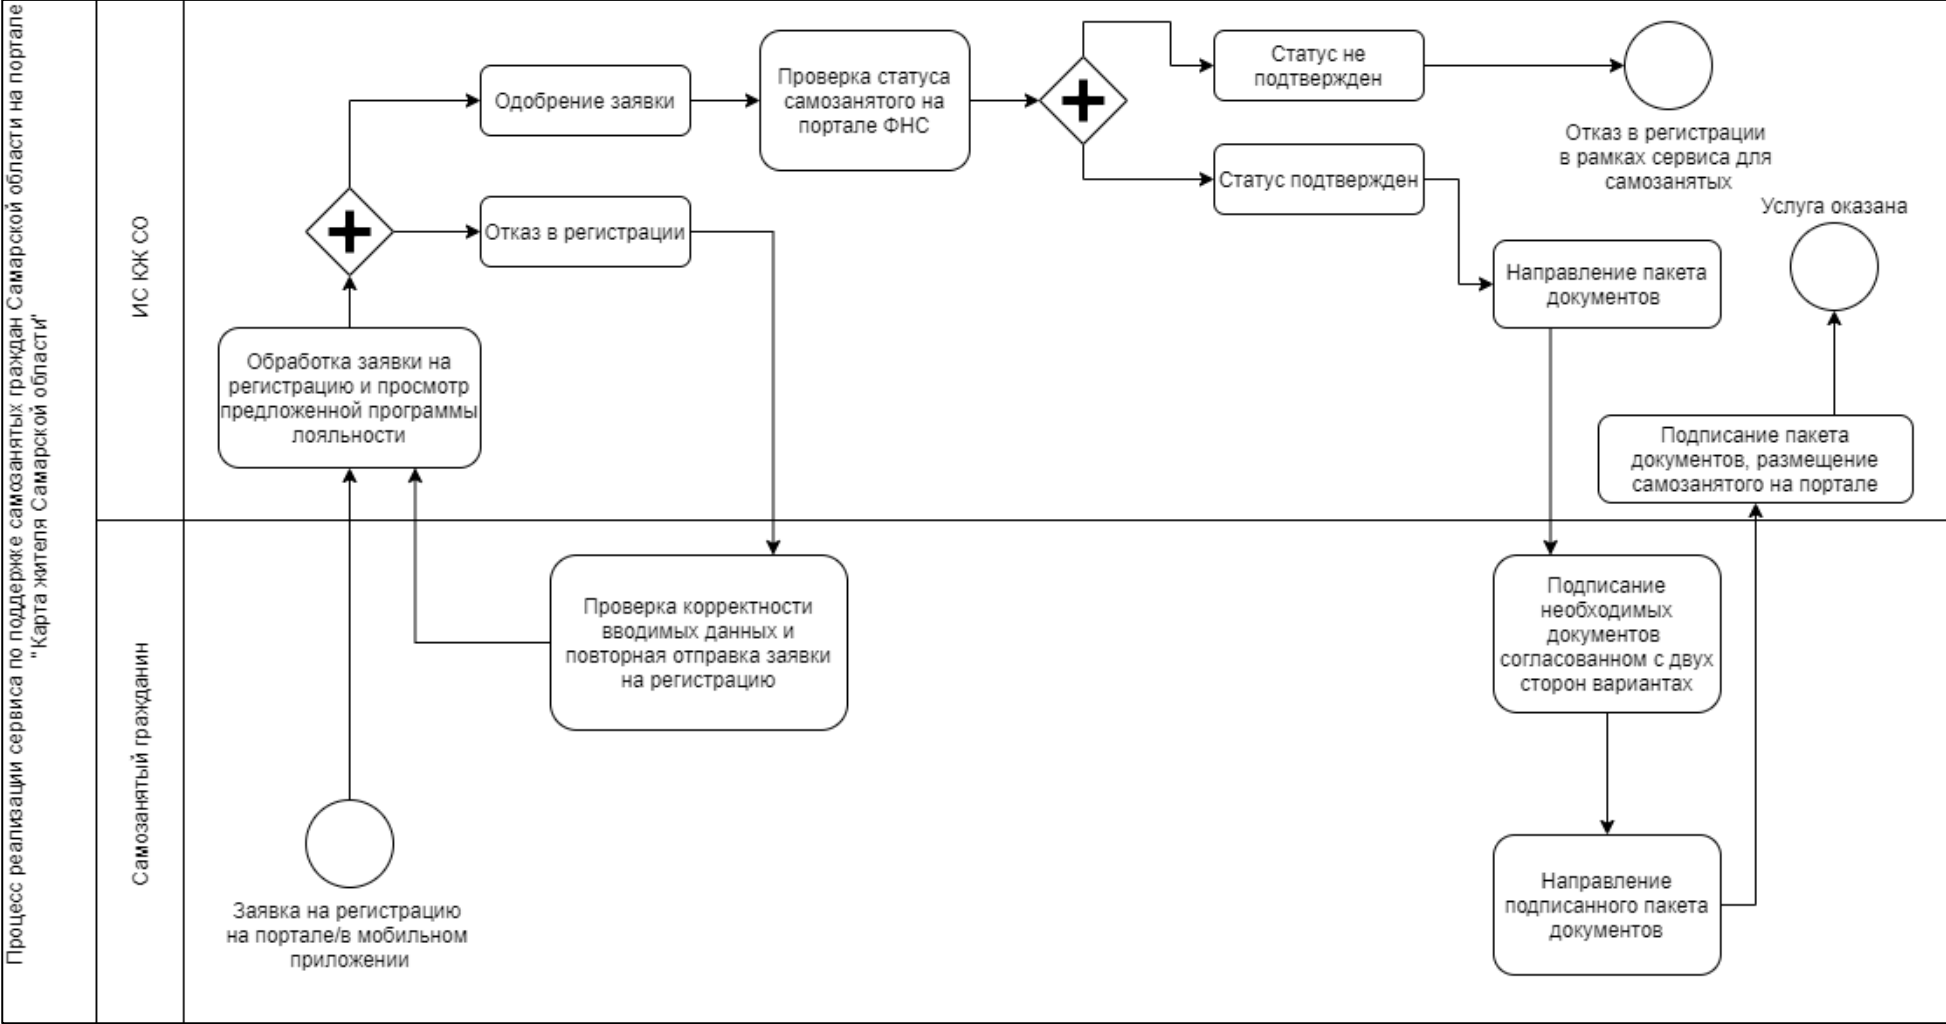 Процесс реализации сервиса по поддержке самозанятых граждан Самарской области на портале
"Карта жителя Самарской области"
ИС КЖ СО
Самозанятый гражданин
Заявка на регистрацию
на портале/в мобильном
приложении
Обработка заявки на
регистрацию и просмотр
предложенной программы
лояльности
Одобрение заявки
Отказ в регистрации
Проверка корректности
вводимых данных и
повторная отправка заявки
на регистрацию
Проверка статуса
самозанятого на
портале ФНС
Статус не
подтвержден
Отказ в регистрации
в рамках сервиса для
самозанятых
Статус подтвержден
Направление пакета
документов
Подписание
необходимых
документов
согласованном с двух
сторон вариантах
Направление
подписанного пакета
документов
Подписание пакета
документов, размещение
самозанятого на портале
Услуга оказана